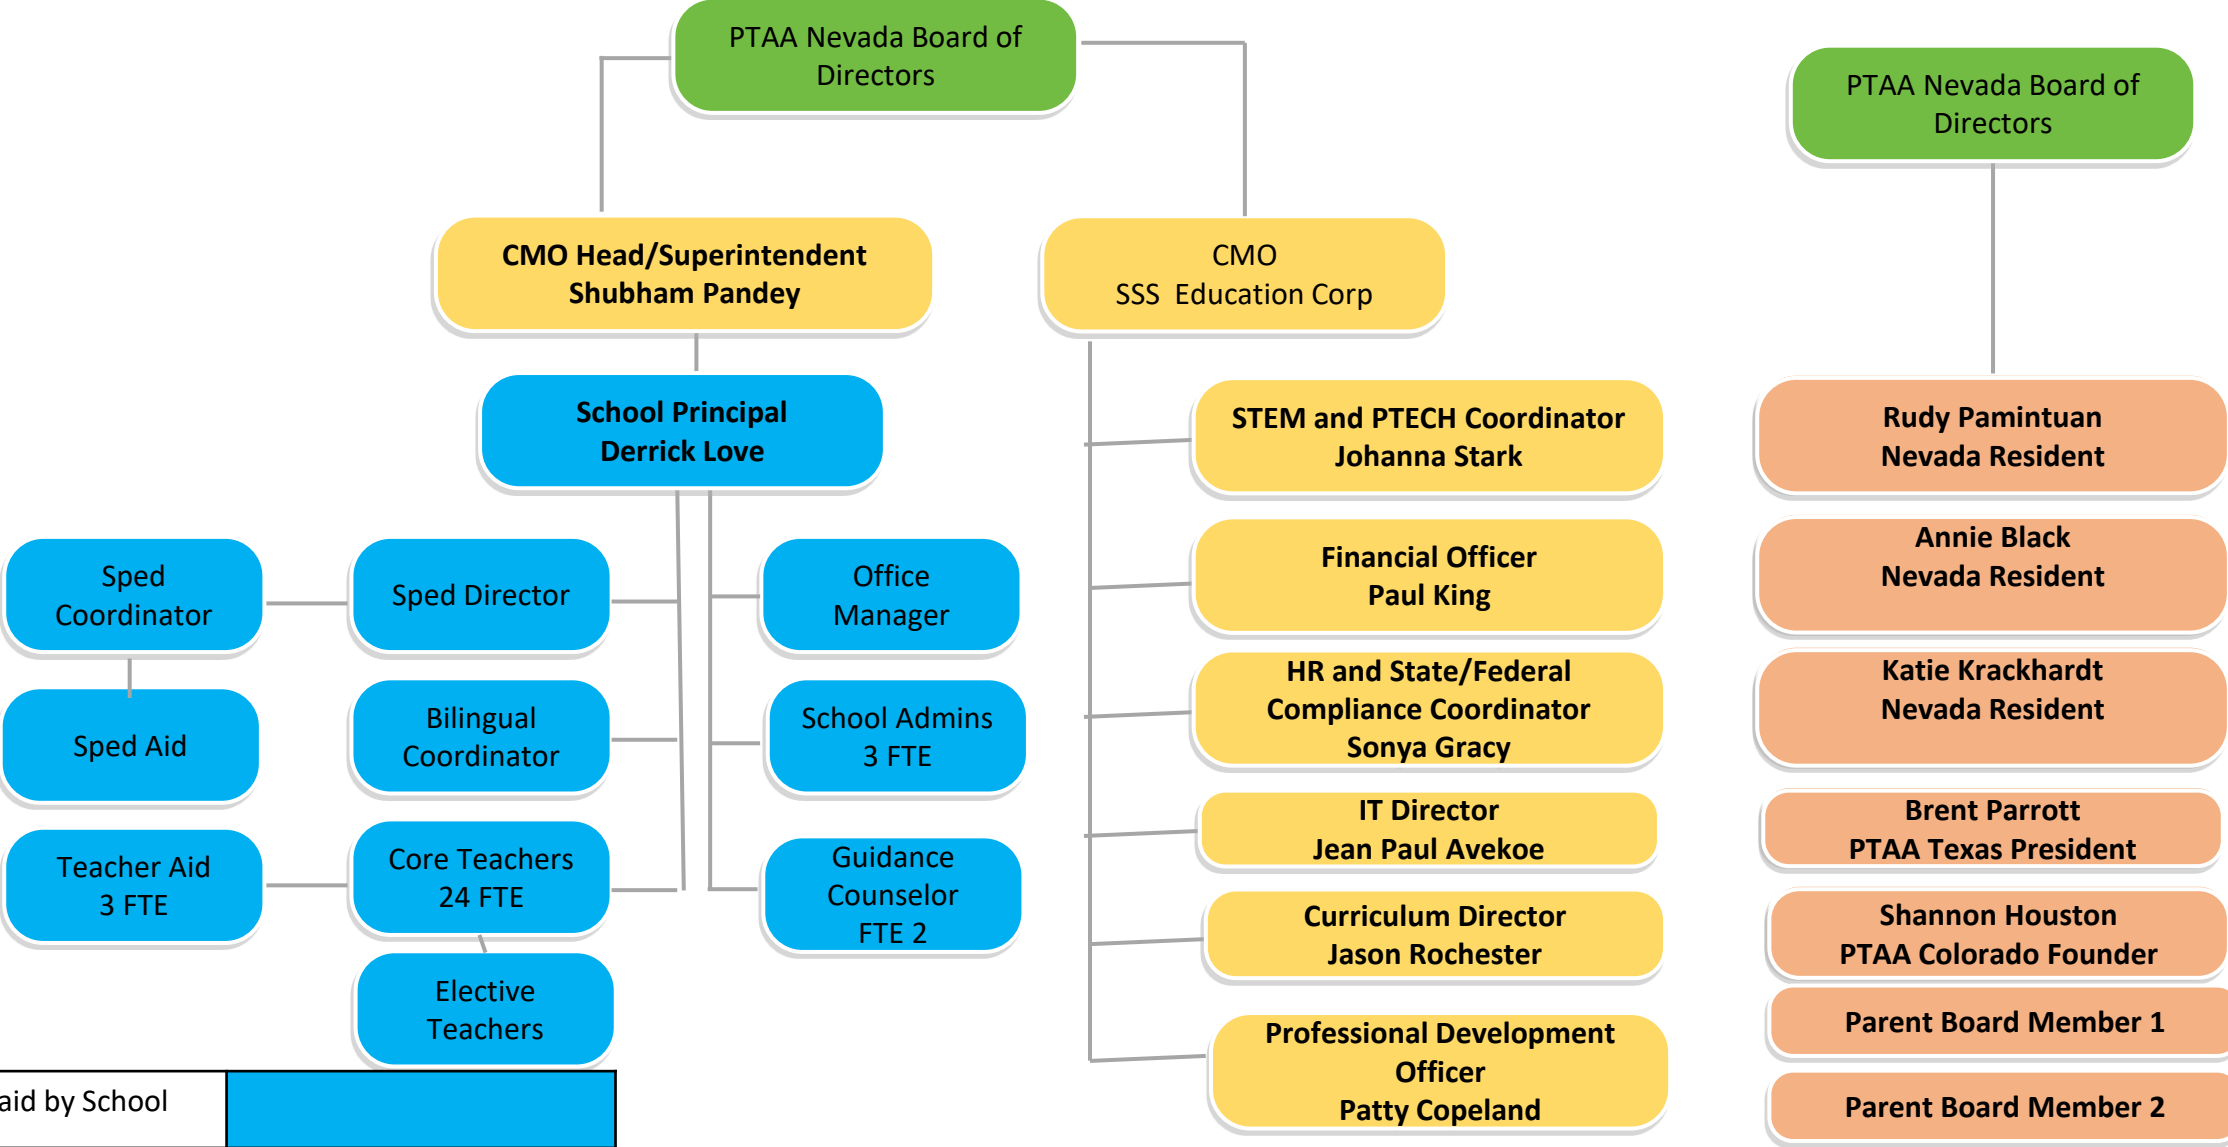 PTAA Nevada Board of
Directors
PTAA Nevada Board of
Directors
CMO Head/Superintendent
Shubham Pandey
CMO
SSS Education Corp
School Principal
Derrick Love
Sped
Coordinator
Sped Director
Office
Manager
Sped Aid
Bilingual
Coordinator
School Admins
3 FTE
Teacher Aid
3 FTE
Core Teachers
24 FTE
Guidance
Counselor
FTE 2
Elective
Teachers
aid by School
STEM and PTECH Coordinator
Johanna Stark
Financial Officer
Paul King
HR and State/Federal
Compliance Coordinator
Sonya Gracy
IT Director
Jean Paul Avekoe
Curriculum Director
Jason Rochester
Professional Development
Officer
Patty Copeland
Rudy Pamintuan
Nevada Resident
Annie Black
Nevada Resident
Katie Krackhardt
Nevada Resident
Brent Parrott
PTAA Texas President
Shannon Houston
PTAA Colorado Founder
Parent Board Member 1
Parent Board Member 2